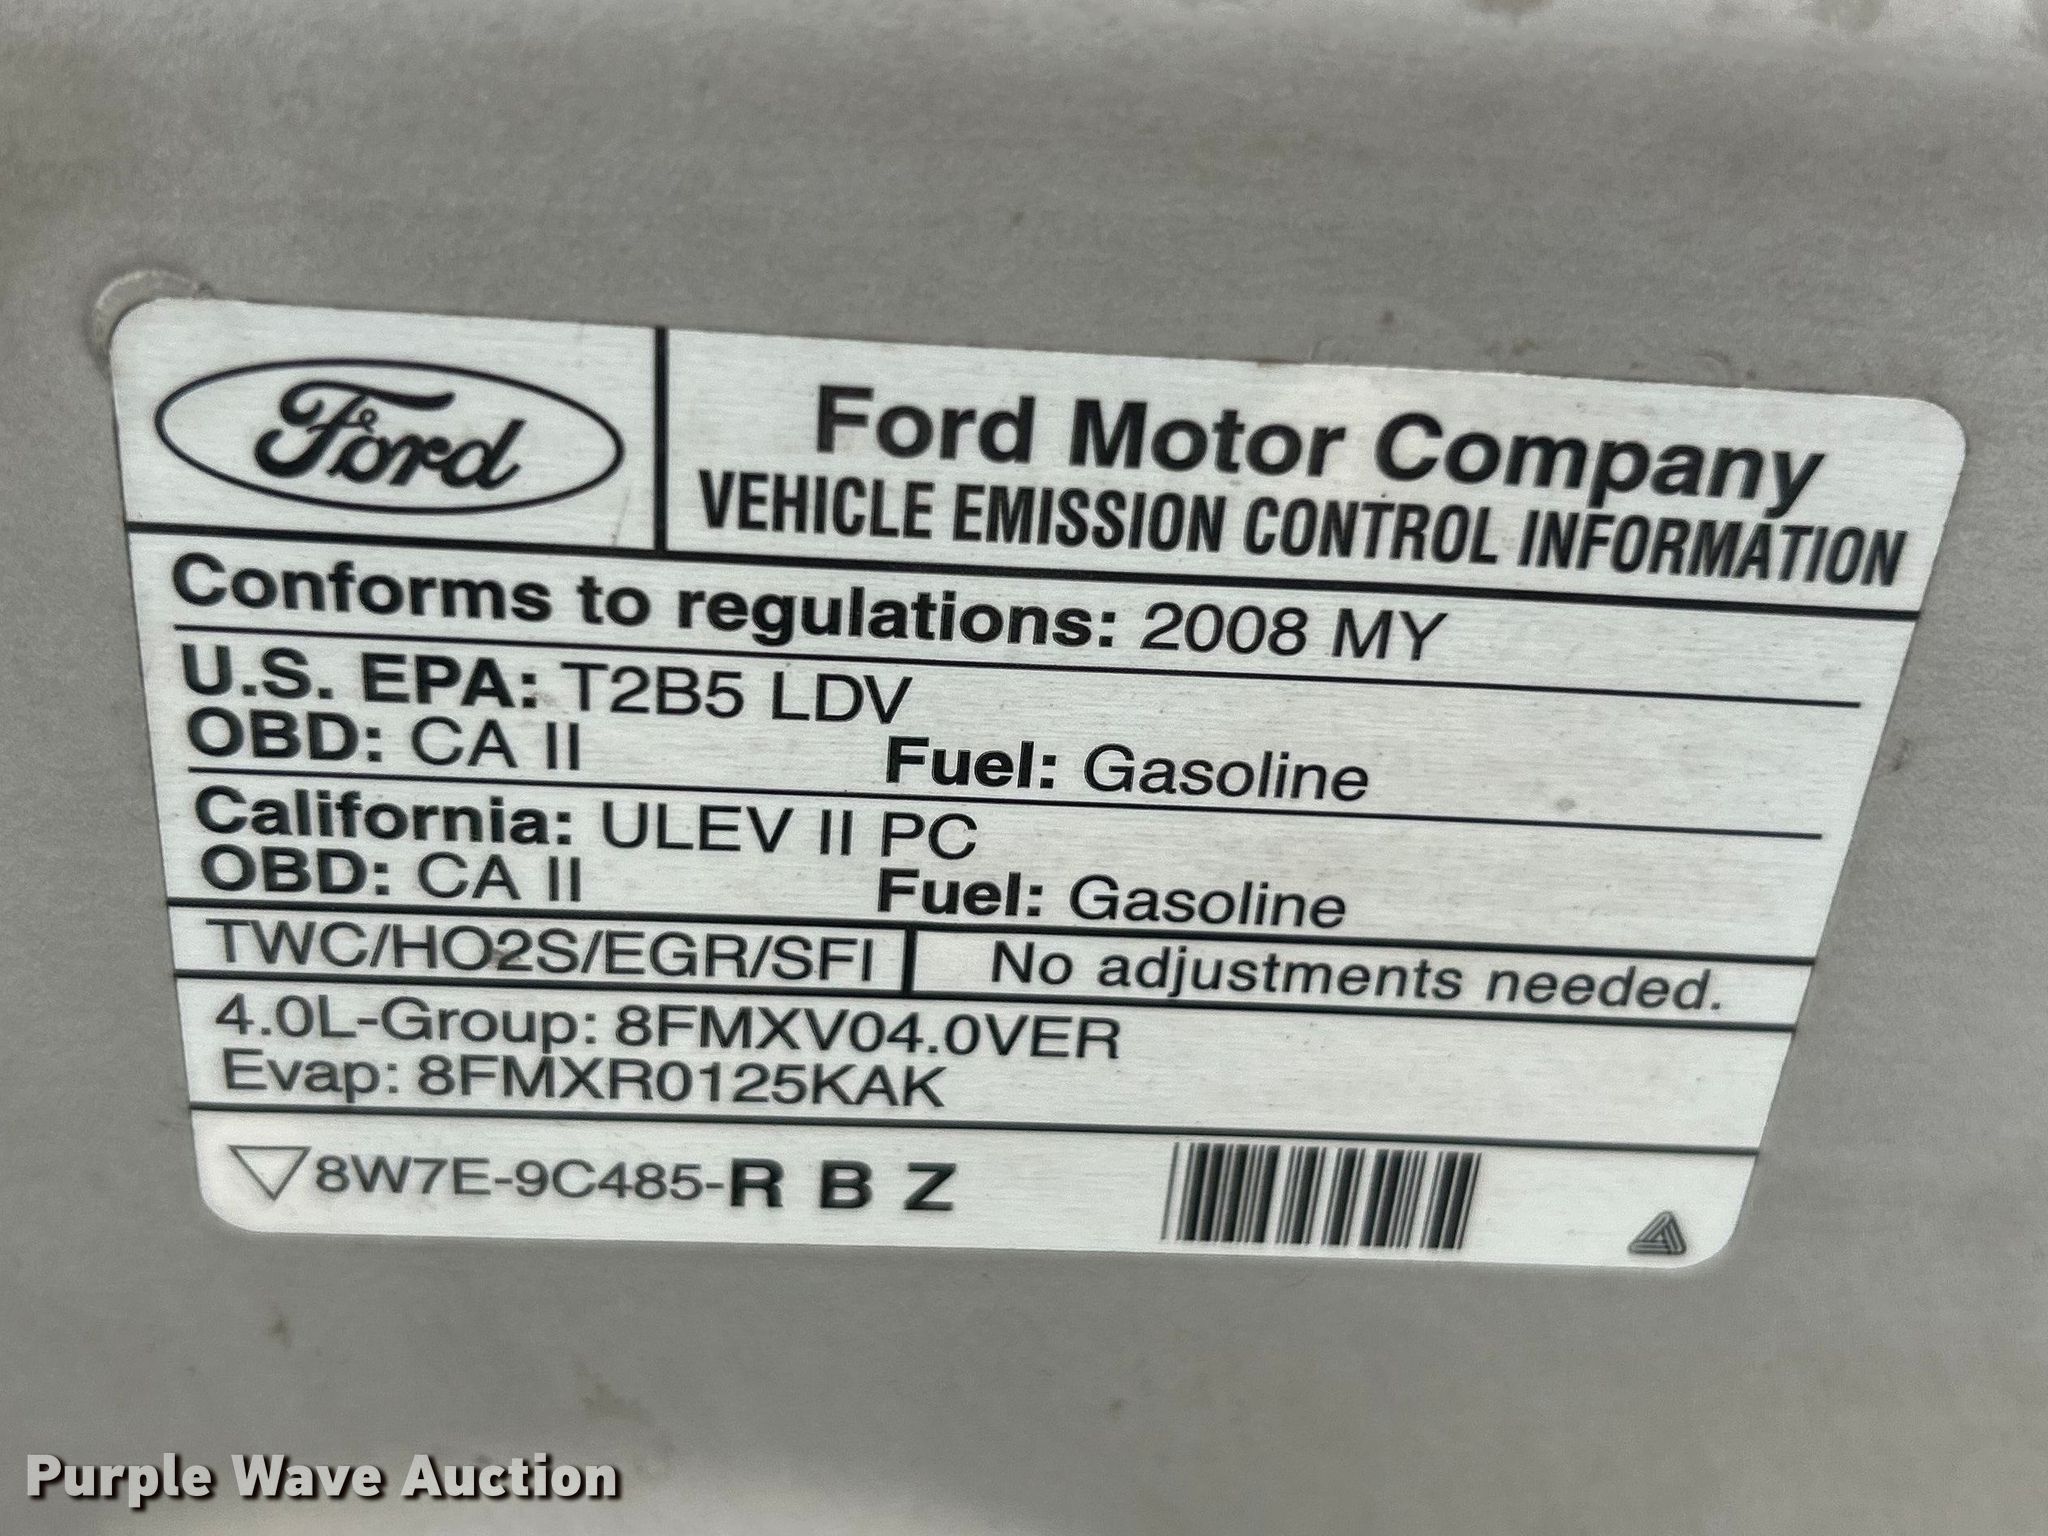 Ford
Ford Motor Company
VEHICLE EMISSION CONTROL INFORMATION
Conforms to regulations: 2008 MY
U.S. EPA: T2B5 LDV
OBD: CA II Fuel: Gasoline
California: ULEV II PC
OBD: CA II Fuel: Gasoline
TWC/HO2S/EGR/SFI No adjustments needed.
4.0L-Group: 8FMXV04.0VER
Evap: 8FMXR0125KAK
8W7E-9C485-R B Z
Purple Wave Auction